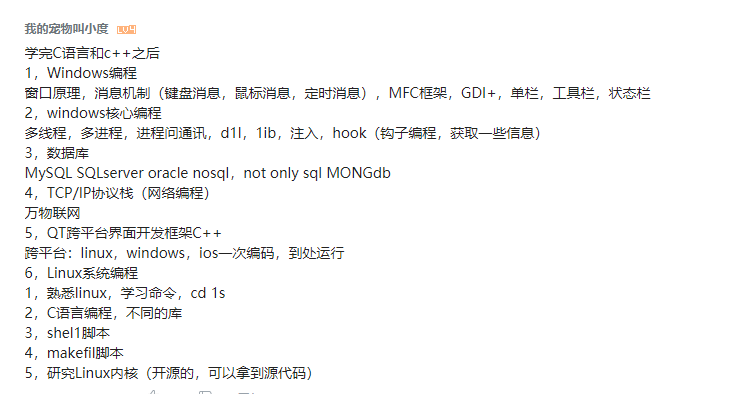 我的宠物叫小度 LV4
学完C语言和c++之后
1，Windows编程
窗口原理，消息机制（键盘消息，鼠标消息，定时消息），MFC框架，GDI+，单栏，工具栏，状态栏
2，windows核心编程
多线程，多进程，进程问通讯，d1l，1ib，注入，hook（钩子编程，获取一些信息）
3，数据库
MySQL SQLserver oracle nosql，not only sql MONGdb
4，TCP/IP协议栈（网络编程）
万物联网
5，QT跨平台界面开发框架C++
跨平台：linux，windows，ios一次编码，到处运行
6，Linux系统编程
1，熟悉linux，学习命令，cd 1s
2，C语言编程，不同的库
3，shel1脚本
4，makefil脚本
5，研究Linux内核（开源的，可以拿到源代码）